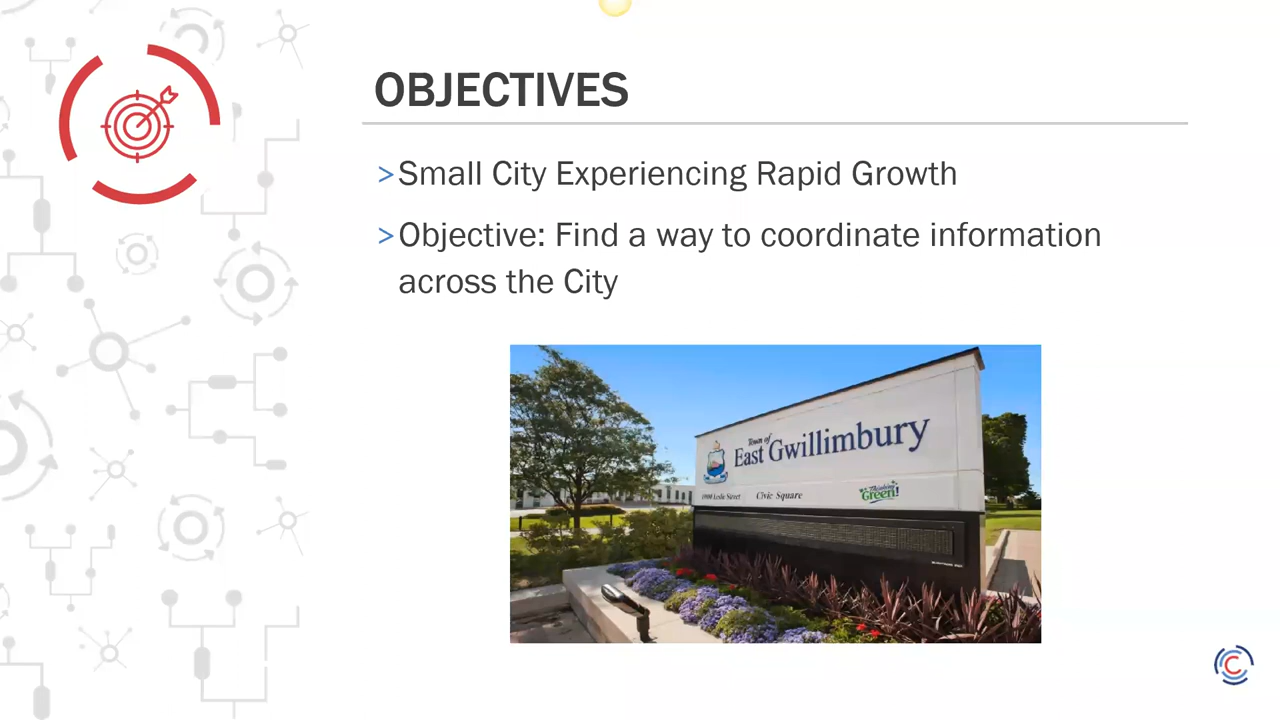 OBJECTIVES
>Small City Experiencing Rapid Growth
>Objective: Find a way to coordinate information
across the City
Town of
East Gwillimbury
Leslie Street Civic Square
Thinking
Green!
C